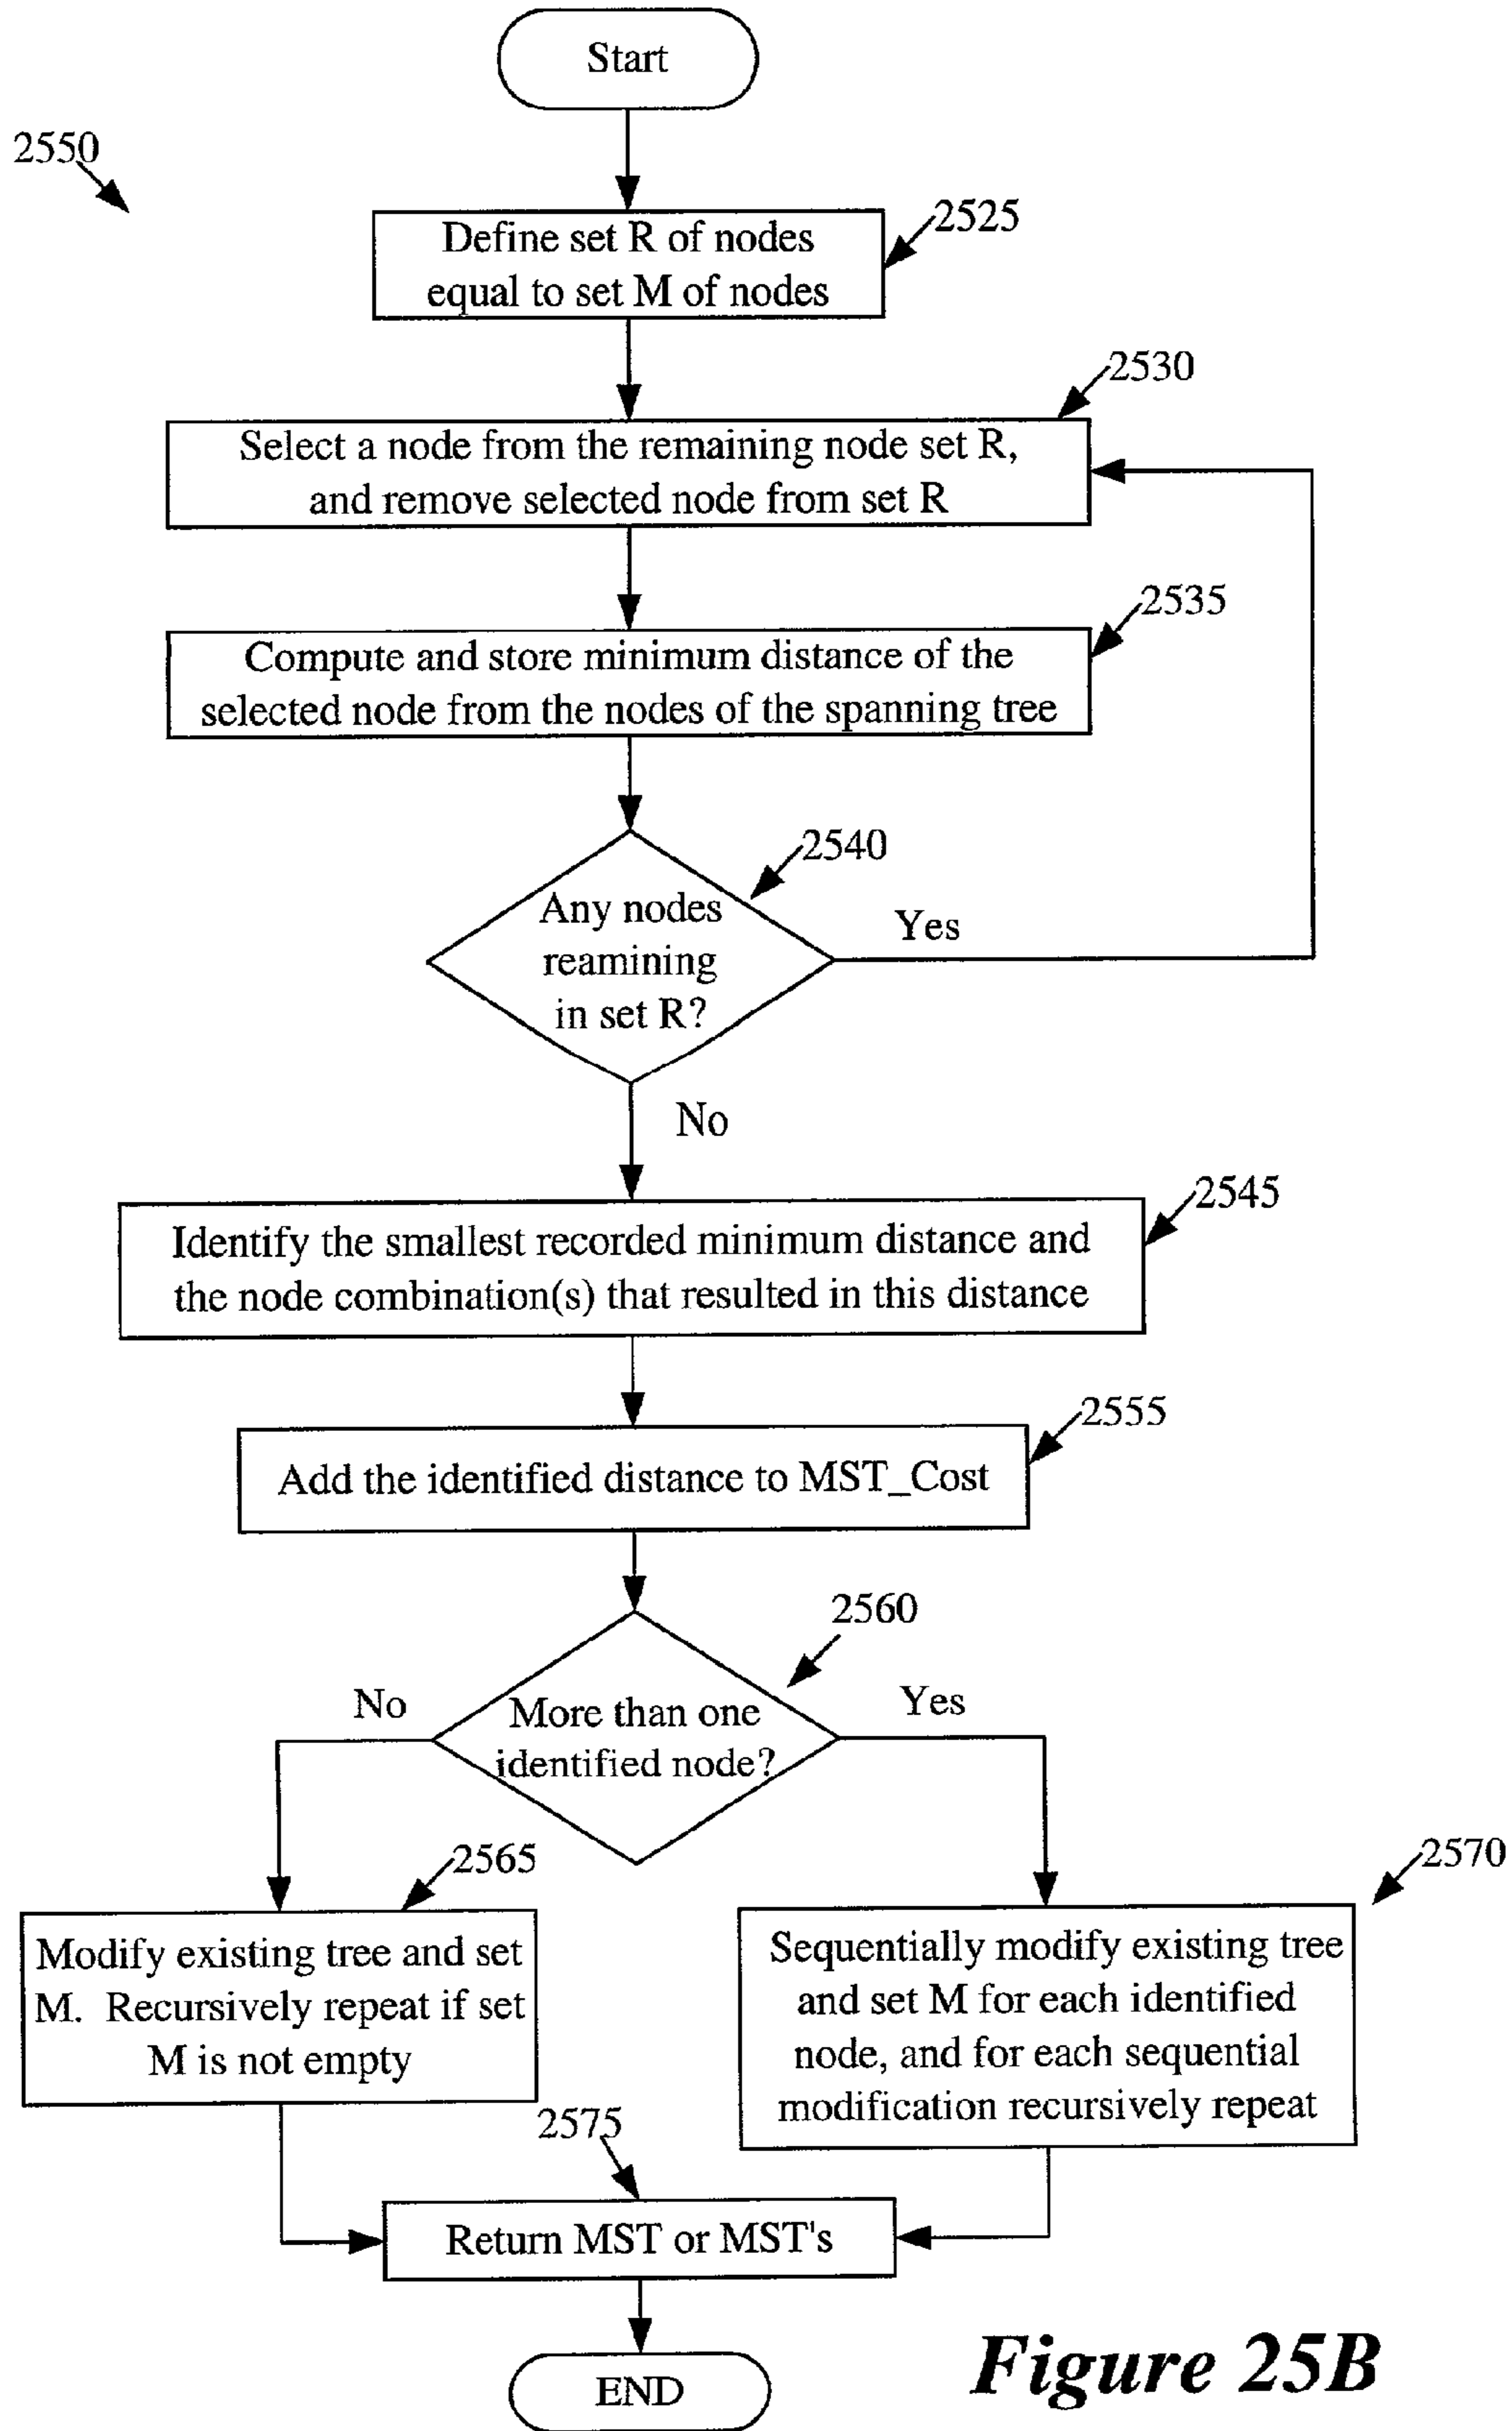 Start
2550
2525
Define set R of nodes
equal to set M of nodes
2530
Select a node from the remaining node set R,
and remove selected node from set R
2535
Compute and store minimum distance of the
selected node from the nodes of the spanning tree
2540
Any nodes
reamining
in set R?
Yes
No
2545
Identify the smallest recorded minimum distance and
the node combination(s) that resulted in this distance
2555
Add the identified distance to MST_Cost
2560
More than one
identified node?
No
Yes
2565
Modify existing tree and set
M. Recursively repeat if set
M is not empty
2570
Sequentially modify existing tree
and set M for each identified
node, and for each sequential
modification recursively repeat
2575
Return MST or MST's
END
Figure 25B